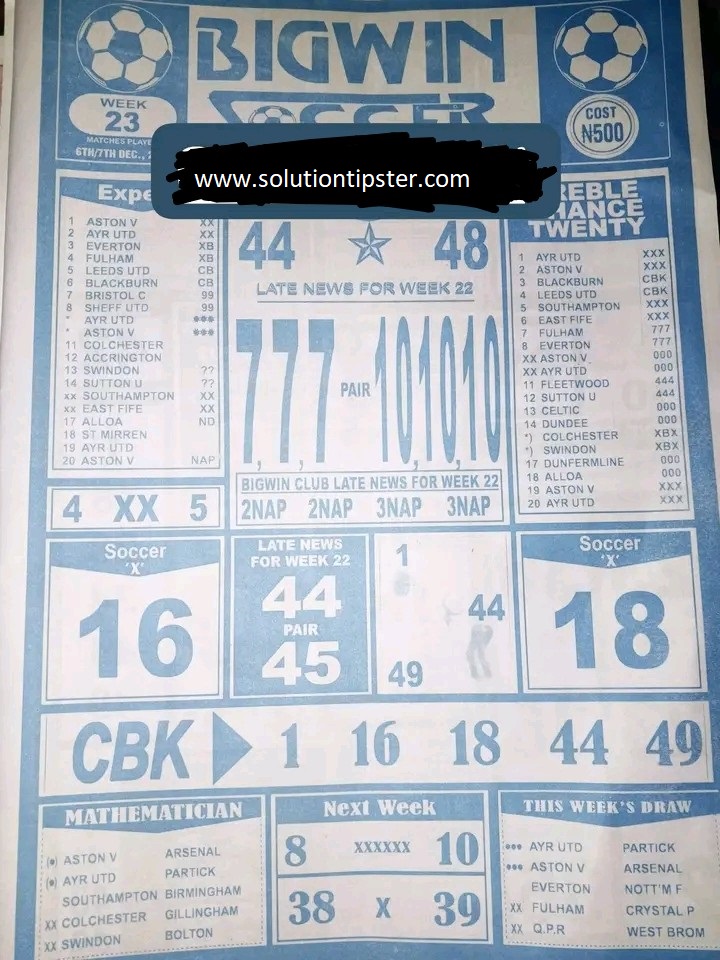 BIGWIN
SOCCER
WEEK
23
MATCHES PLAYE
6TH/7TH DEC.,
COST
₦500
www.solutiontipster.com
Expe
1 ASTON V XX
2 AYR UTD XX
3 EVERTON XB
4 FULHAM XB
5 LEEDS UTD CB
6 BLACKBURN CB
7 BRISTOL C 99
8 SHEFF UTD 99
* AYR UTD ***
* ASTON V ***
11 COLCHESTER
12 ACCRINGTON
13 SWINDON ??
14 SUTTON U ??
xx SOUTHAMPTON XX
xx EAST FIFE XX
17 ALLOA ND
18 ST MIRREN
19 AYR UTD
20 ASTON V NAP
4 XX 5
44 48
LATE NEWS FOR WEEK 22
7,7,7 PAIR 10,10,10
BIGWIN CLUB LATE NEWS FOR WEEK 22
2NAP 2NAP 3NAP 3NAP
REBLE
HANCE
TWENTY
1 AYR UTD XXX
2 ASTON V XXX
3 BLACKBURN CBK
4 LEEDS UTD CBK
5 SOUTHAMPTON XXX
6 EAST FIFE XXX
7 FULHAM 777
8 EVERTON 777
XX ASTON V 000
XX AYR UTD 000
11 FLEETWOOD 444
12 SUTTON U 444
13 CELTIC 000
14 DUNDEE 000
*) COLCHESTER XBX
*) SWINDON XBX
17 DUNFERMLINE 000
18 ALLOA 000
19 ASTON V XXX
20 AYR UTD XXX
Soccer
'X'
16
LATE NEWS
FOR WEEK 22
44
PAIR
45
1
44
49
Soccer
'X'
18
CBK 1 16 18 44 49
MATHEMATICIAN
(•) ASTON V ARSENAL
(•) AYR UTD PARTICK
SOUTHAMPTON BIRMINGHAM
XX COLCHESTER GILLINGHAM
XX SWINDON BOLTON
Next Week
8 xxxxxx 10
38 X 39
THIS WEEK'S DRAW
••• AYR UTD PARTICK
••• ASTON V ARSENAL
EVERTON NOTT'M F
XX FULHAM CRYSTAL P
XX Q.P.R WEST BROM